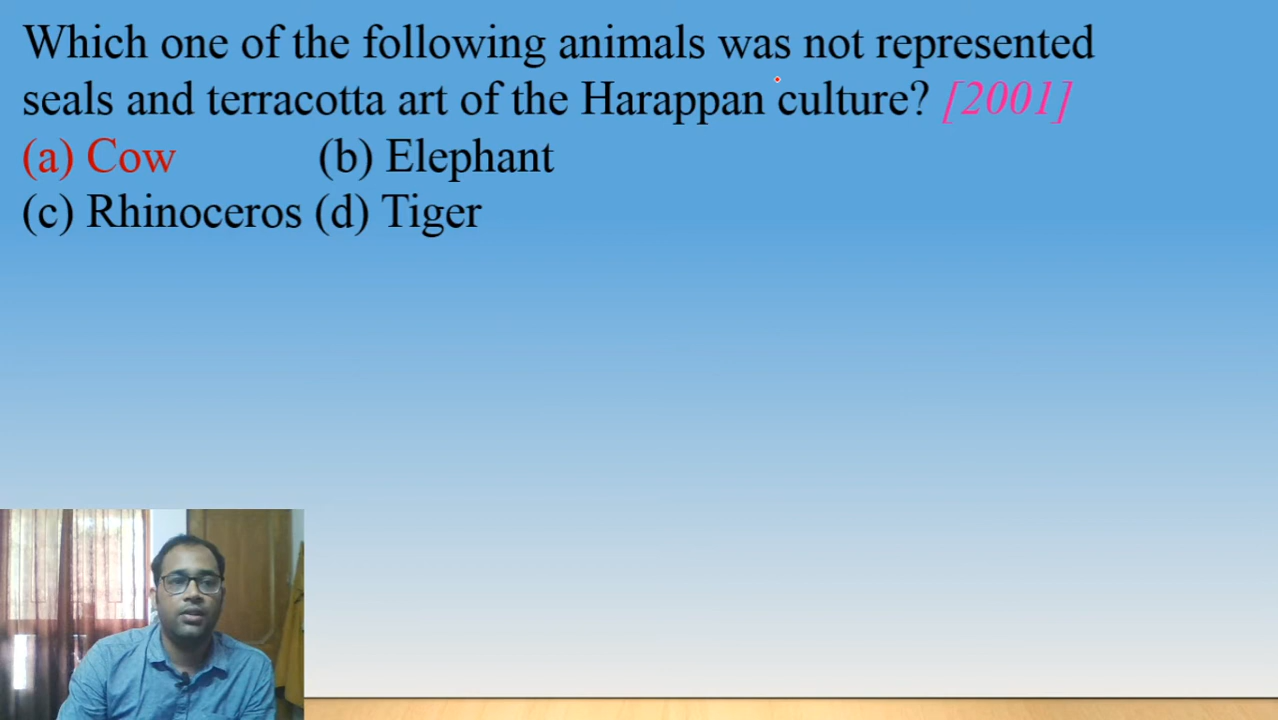 Which one of the following animals was not represented
seals and terracotta art of the Harappan culture? [2001]
(a) Cow (b) Elephant
(c) Rhinoceros (d) Tiger